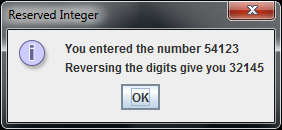 Reserved Integer
You entered the number 54123
Reversing the digits give you 32145
OK